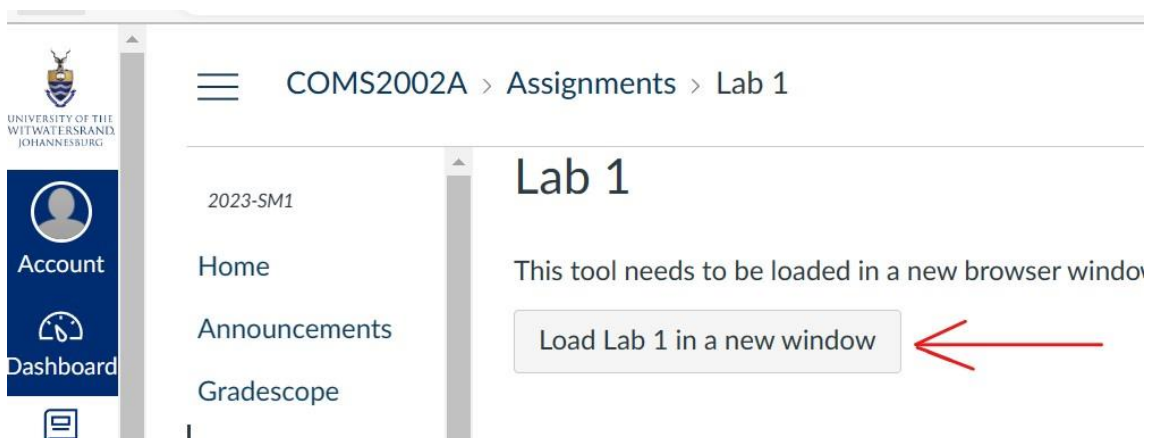 UNIVERSITY OF THE
WITWATERSRAND,
JOHANNESBURG
COMS2002A > Assignments > Lab 1
Account
Dashboard
2023-SM1
Home
Announcements
Gradescope
Lab 1
This tool needs to be loaded in a new browser
Load Lab 1 in a new window